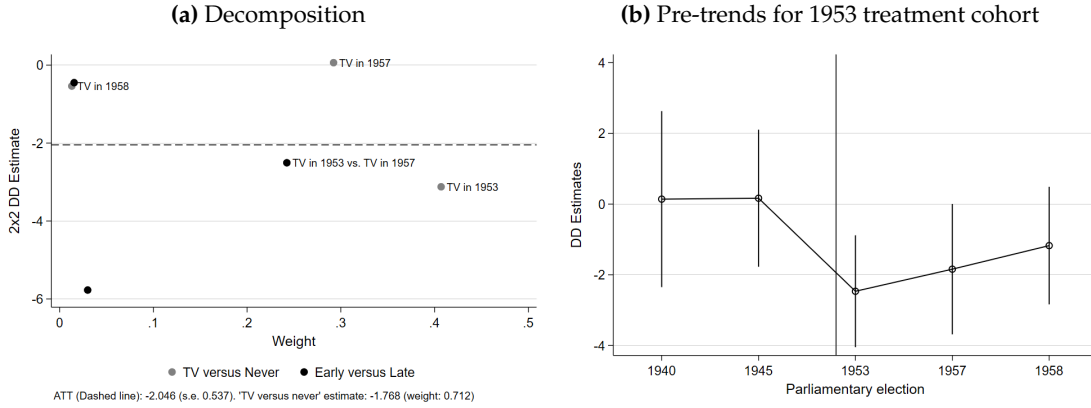 (a) Decomposition
0
-2
-4
-6
2x2 DD Estimate
TV in 1957
TV in 1958
TV in 1953 vs. TV in 1957
TV in 1953
0
.1
.2
.3
.4
.5
Weight
TV versus Never
Early versus Late
ATT (Dashed line): -2.046 (s.e. 0.537). 'TV versus never' estimate: -1.768 (weight: 0.712)
(b) Pre-trends for 1953 treatment cohort
4
2
0
-2
-4
DD Estimates
1940
1945
1953
1957
1958
Parliamentary election